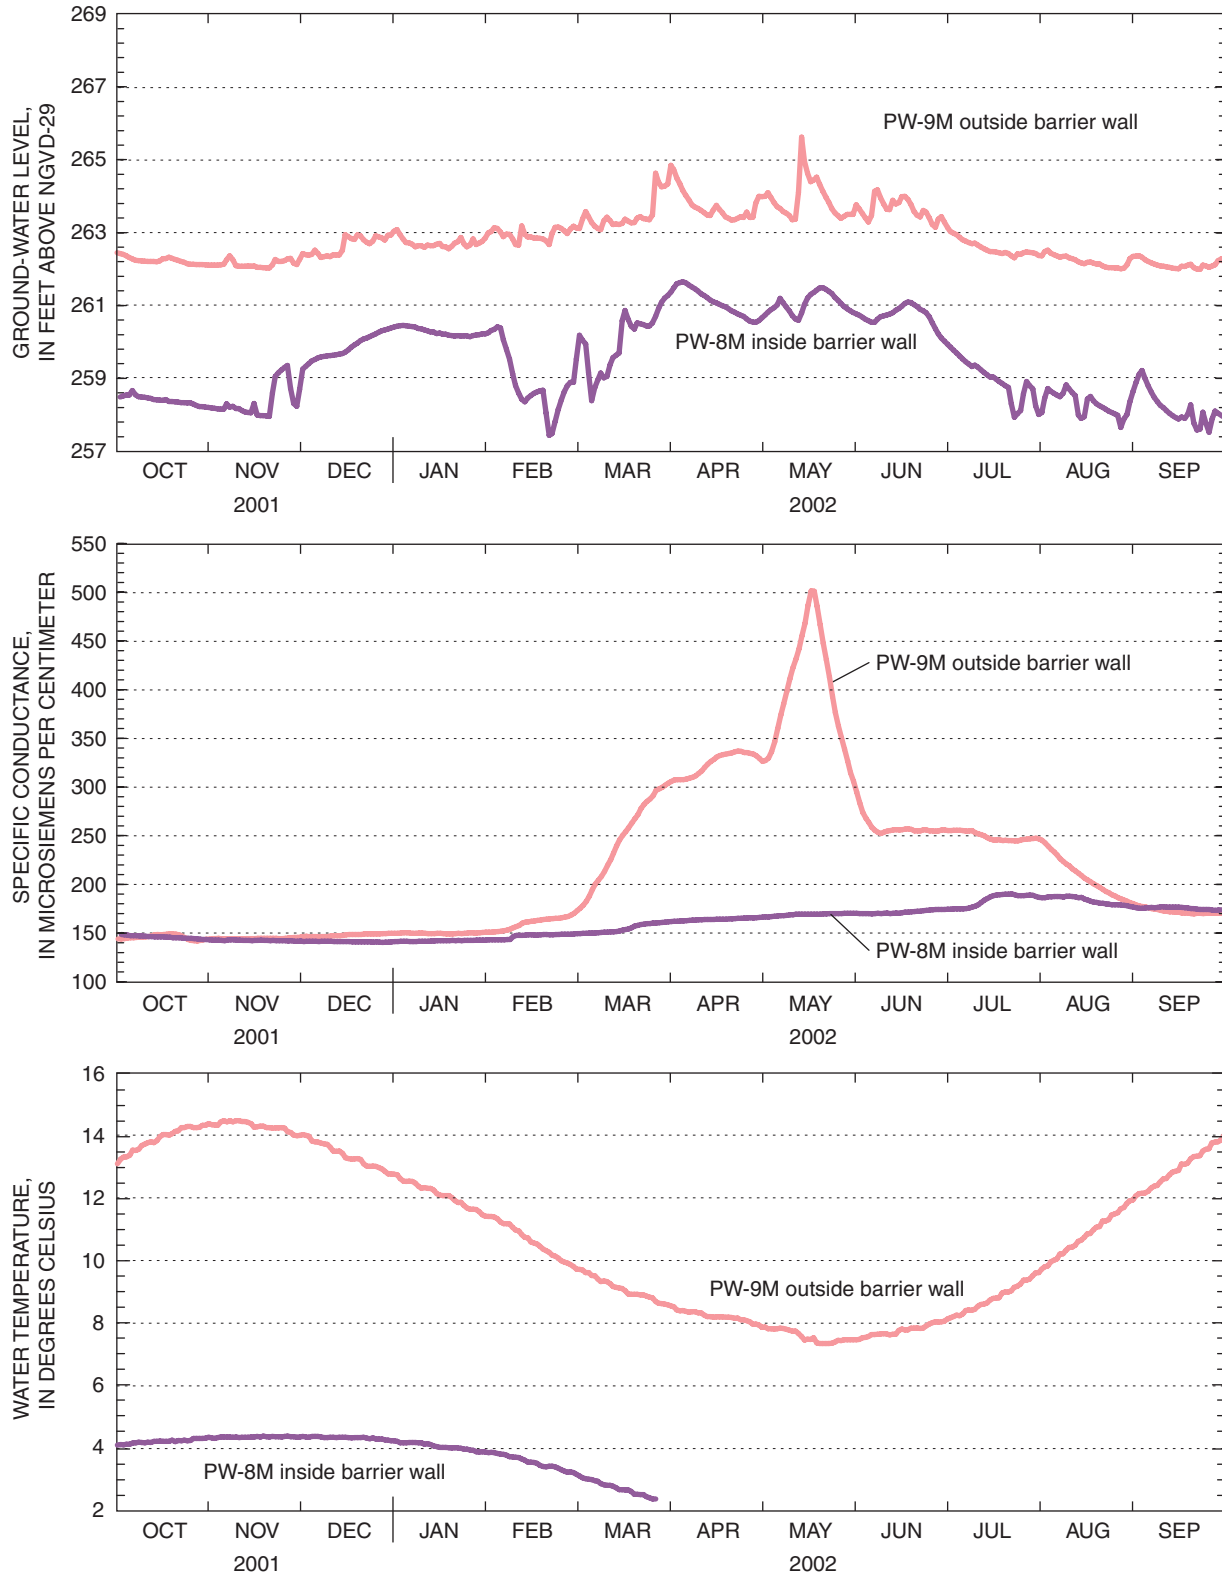 GROUND-WATER LEVEL,
IN FEET ABOVE NGVD-29
269
267
265
263
261
259
257
PW-9M outside barrier wall
PW-8M inside barrier wall
OCT NOV DEC JAN FEB MAR APR MAY JUN JUL AUG SEP
2001 2002
SPECIFIC CONDUCTANCE,
IN MICROSIEMENS PER CENTIMETER
550
500
450
400
350
300
250
200
150
100
PW-9M outside barrier wall
PW-8M inside barrier wall
OCT NOV DEC JAN FEB MAR APR MAY JUN JUL AUG SEP
2001 2002
WATER TEMPERATURE,
IN DEGREES CELSIUS
16
14
12
10
8
6
4
2
PW-9M outside barrier wall
PW-8M inside barrier wall
OCT NOV DEC JAN FEB MAR APR MAY JUN JUL AUG SEP
2001 2002